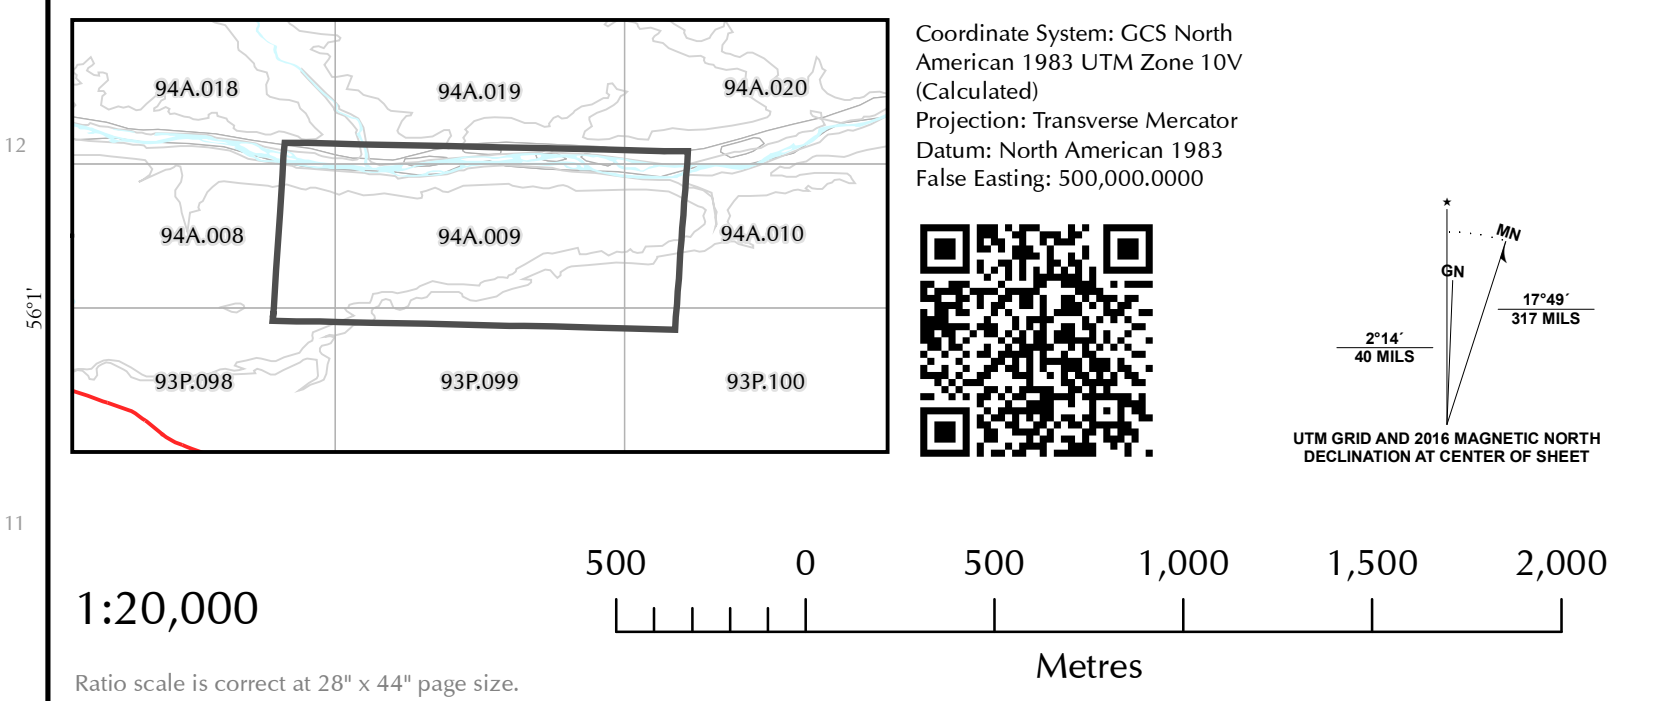 94A.018
94A.019
94A.020
12
94A.008
94A.009
94A.010
56°1'
93P.098
93P.099
93P.100
11
Coordinate System: GCS North
American 1983 UTM Zone 10V
(Calculated)
Projection: Transverse Mercator
Datum: North American 1983
False Easting: 500,000.0000
MN
GN
17°49´
317 MILS
2°14´
40 MILS
UTM GRID AND 2016 MAGNETIC NORTH
DECLINATION AT CENTER OF SHEET
500 0 500 1,000 1,500 2,000
1:20,000
Metres
Ratio scale is correct at 28" x 44" page size.